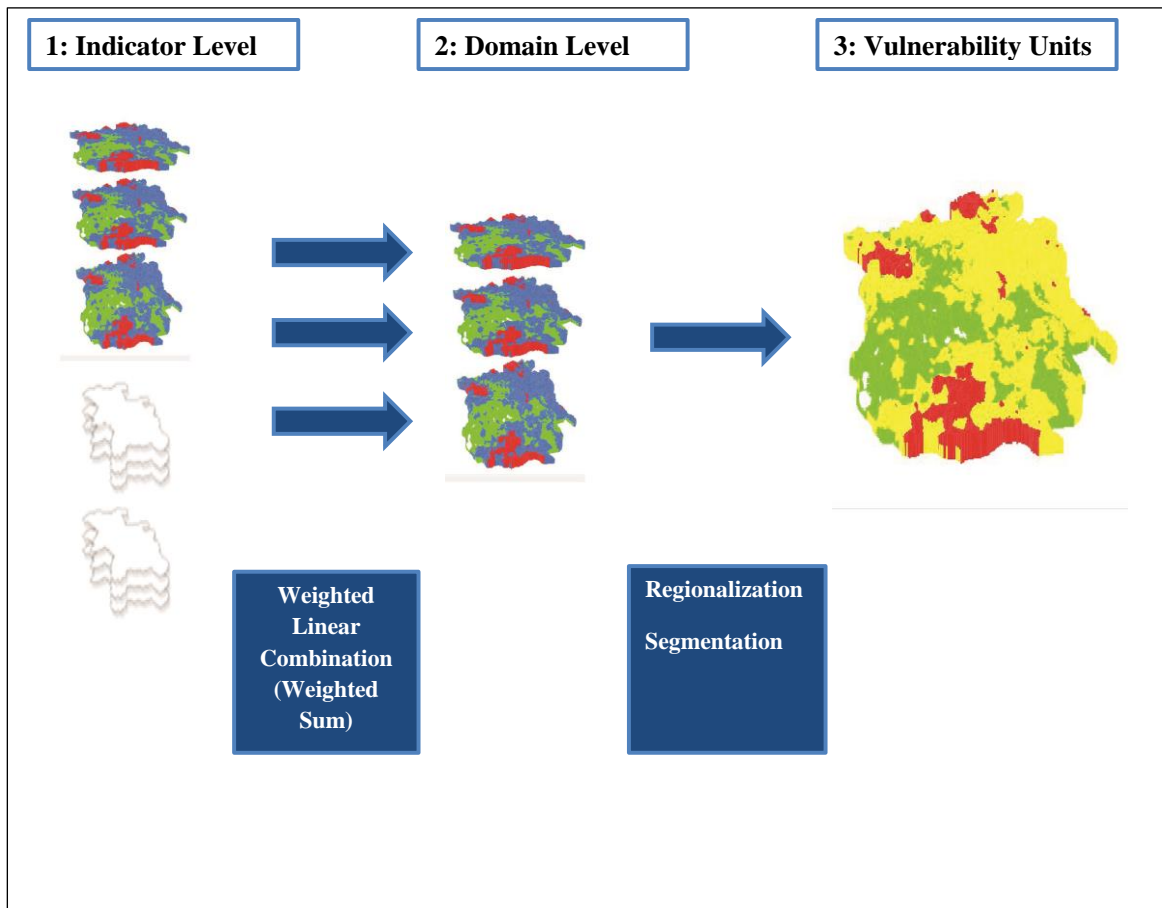 1: Indicator Level
2: Domain Level
3: Vulnerability Units
Weighted
Linear
Combination
(Weighted
Sum)
Regionalization
Segmentation